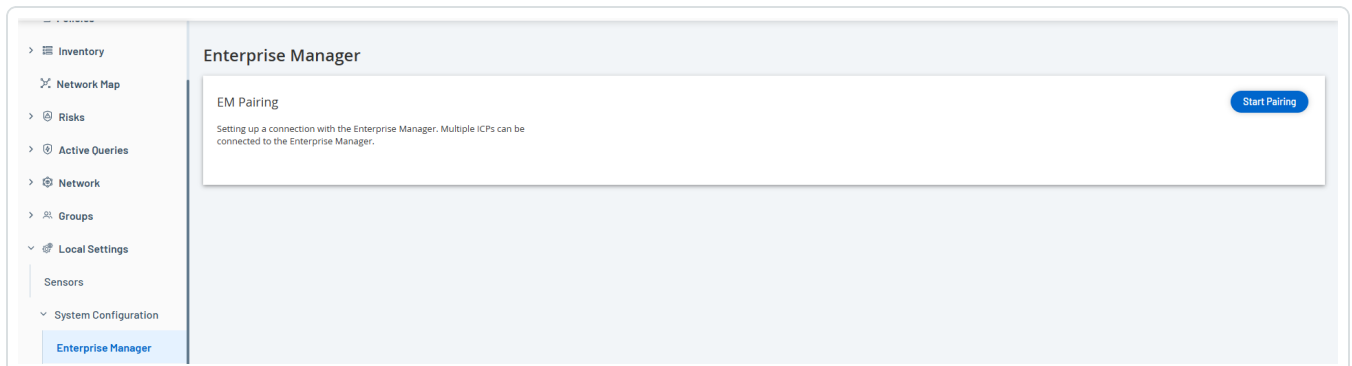 Inventory
Network Map
Risks
Active Queries
Network
Groups
Local Settings
Sensors
System Configuration
Enterprise Manager
Enterprise Manager
EM Pairing
Start Pairing
Setting up a connection with the Enterprise Manager. Multiple ICPs can be
connected to the Enterprise Manager.